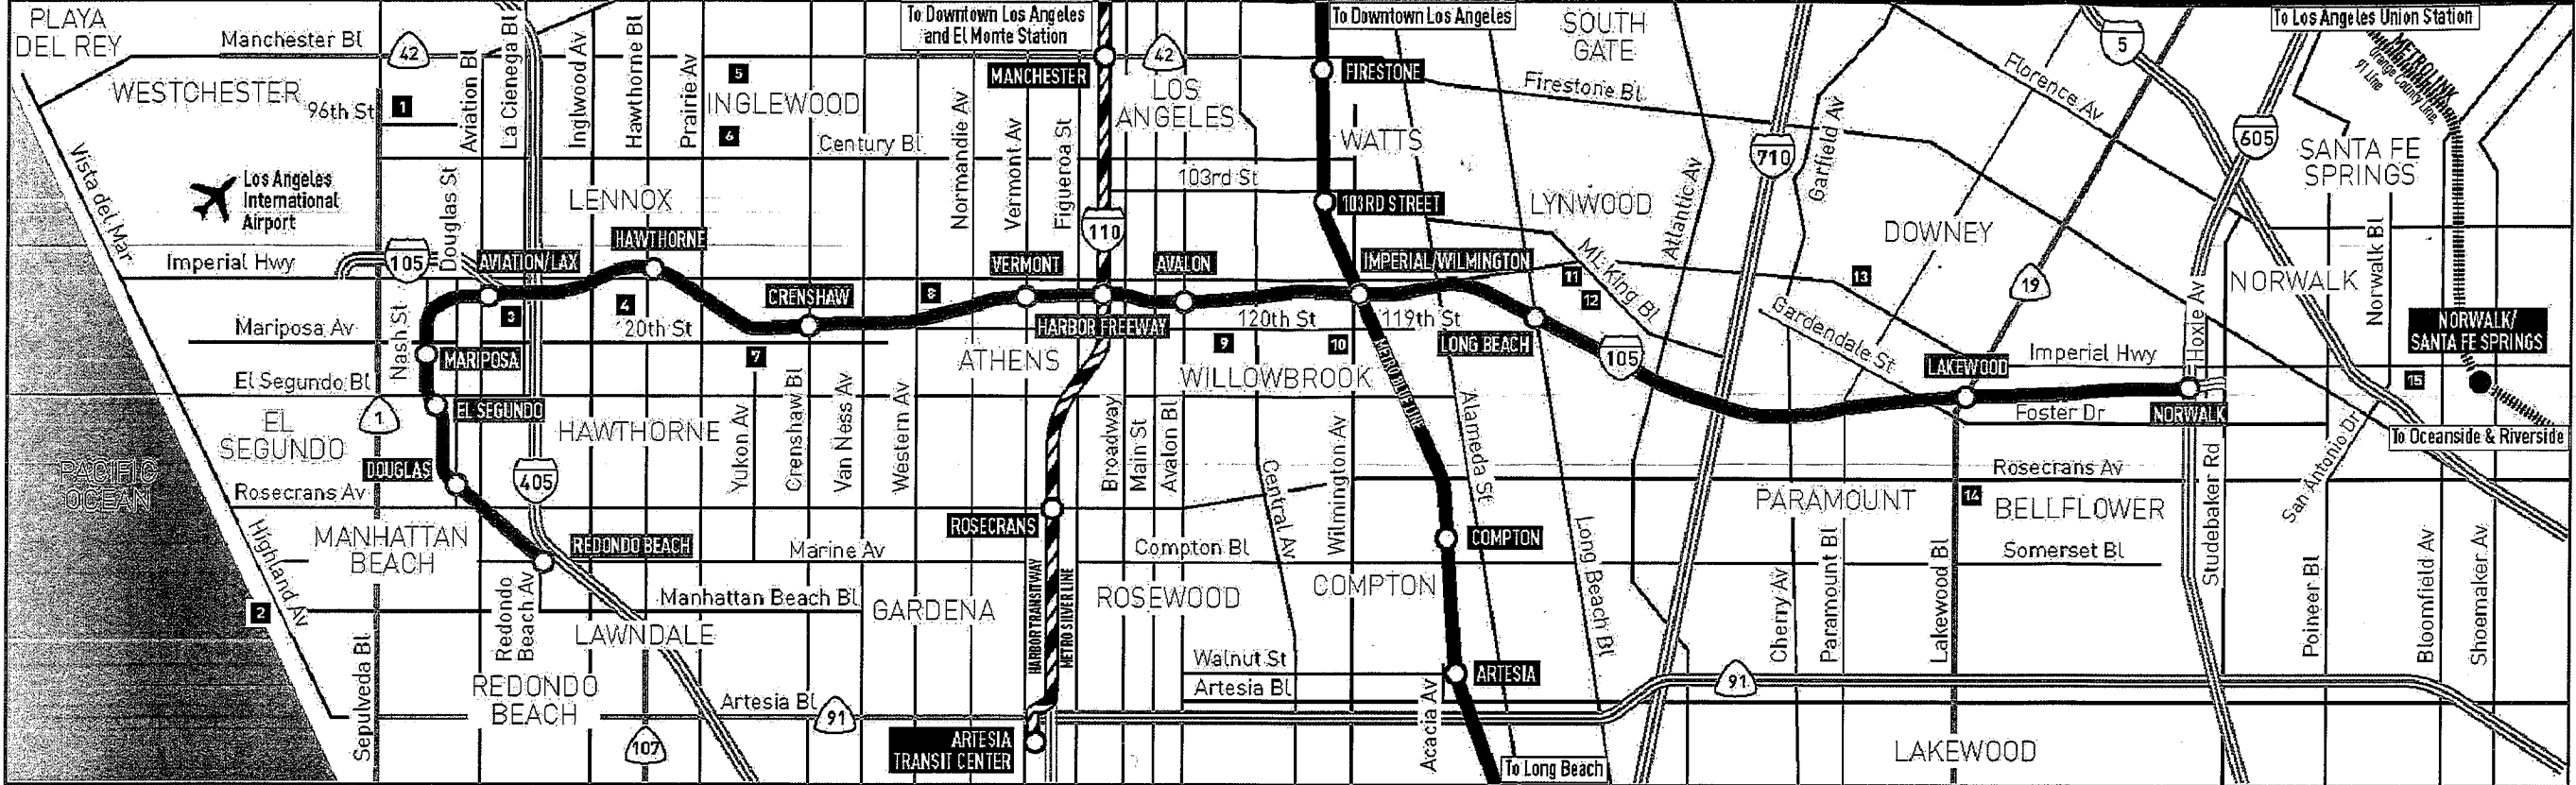 PLAYA
DEL REY
Manchester Bl
42
Aviation Bl
La Cienega Bl
Inglewood Av
Hawthorne Bl
Prairie Av
To Downtown Los Angeles
and El Monte Station
MANCHESTER
42
To Downtown Los Angeles
FIRESTONE
SOUTH
GATE
Firestone Bl
Florence Av
5
To Los Angeles Union Station
METROLINK
Orange County Line,
91 Line
WESTCHESTER
96th St
1
5
INGLEWOOD
6
Century Bl
Normandie Av
Vermont Av
Figueroa St
LOS
ANGELES
WATTS
103rd St
103RD STREET
LYNWOOD
Atlantic Av
710
Garfield Av
DOWNEY
605
SANTA FE
SPRINGS
Vista del Mar
Los Angeles
International
Airport
Douglas St
LENNOX
110
Imperial Hwy
105
AVIATION/LAX
HAWTHORNE
CRENSHAW
8
VERMONT
AVALON
IMPERIAL/WILMINGTON
11
12
ML King Bl
13
19
NORWALK
Norwalk Bl
Hoxie Av
NORWALK/
SANTA FE SPRINGS
Mariposa Av
Nash St
MARIPOSA
3
4
120th St
7
HARBOR FREEWAY
120th St
9
10
119th St
LONG BEACH
105
Gardendale St
LAKEWOOD
Imperial Hwy
15
El Segundo Bl
1
EL SEGUNDO
ATHENS
WILLOWBROOK
METRO BLUE LINE
Foster Dr
NORWALK
To Oceanside & Riverside
EL
SEGUNDO
HAWTHORNE
DOUGLAS
405
Yukon Av
Crenshaw Bl
Van Ness Av
Western Av
Broadway
Main St
Avalon Bl
Central Av
Wilmington Av
Alameda St
PACIFIC
OCEAN
Rosecrans Av
ROSECRANS
Rosecrans Av
PARAMOUNT
14
BELLFLOWER
Studebaker Rd
San Antonio Dr
Highland Av
MANHATTAN
BEACH
REDONDO BEACH
Marine Av
Compton Bl
COMPTON
Long Beach Bl
Somerset Bl
2
Redondo
Beach Av
Manhattan Beach Bl
GARDENA
HARBOR TRANSITWAY
METRO SILVER LINE
ROSEWOOD
COMPTON
Cherry Av
Paramount Bl
Lakewood Bl
Poineer Bl
Bloomfield Av
Shoemaker Av
LAWNDALE
Sepulveda Bl
REDONDO
BEACH
Artesia Bl
91
107
Walnut St
Artesia Bl
ARTESIA
Acacia Av
91
ARTESIA
TRANSIT CENTER
To Long Beach
LAKEWOOD